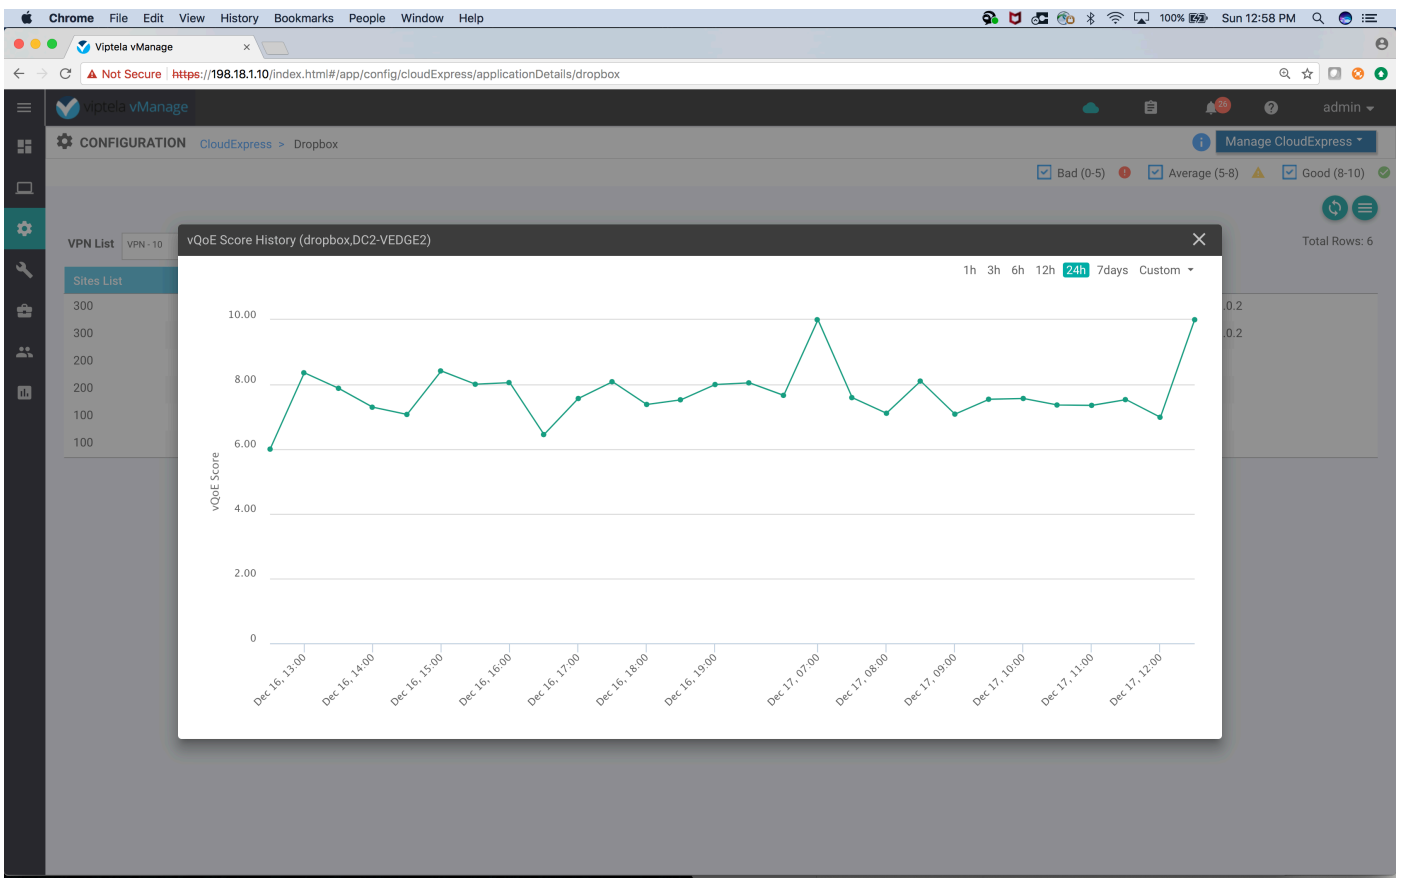 Chrome File Edit View History Bookmarks People Window Help 100% Sun 12:58 PM
Viptela vManage ×
Not Secure https://198.18.1.10/index.html#/app/config/cloudExpress/applicationDetails/dropbox
viptela vManage 26 admin
CONFIGURATION CloudExpress > Dropbox Manage CloudExpress
Bad (0-5) Average (5-8) Good (8-10)
VPN List VPN - 10 Total Rows: 6
vQoE Score History (dropbox,DC2-VEDGE2)
1h 3h 6h 12h 24h 7days Custom
Sites List
300 .0.2
300 .0.2
200
200
100
100
10.00
8.00
6.00
4.00
2.00
0
vQoE Score
Dec 16, 13:00 Dec 16, 14:00 Dec 16, 15:00 Dec 16, 16:00 Dec 16, 17:00 Dec 16, 18:00 Dec 16, 19:00 Dec 17, 07:00 Dec 17, 08:00 Dec 17, 09:00 Dec 17, 10:00 Dec 17, 11:00 Dec 17, 12:00